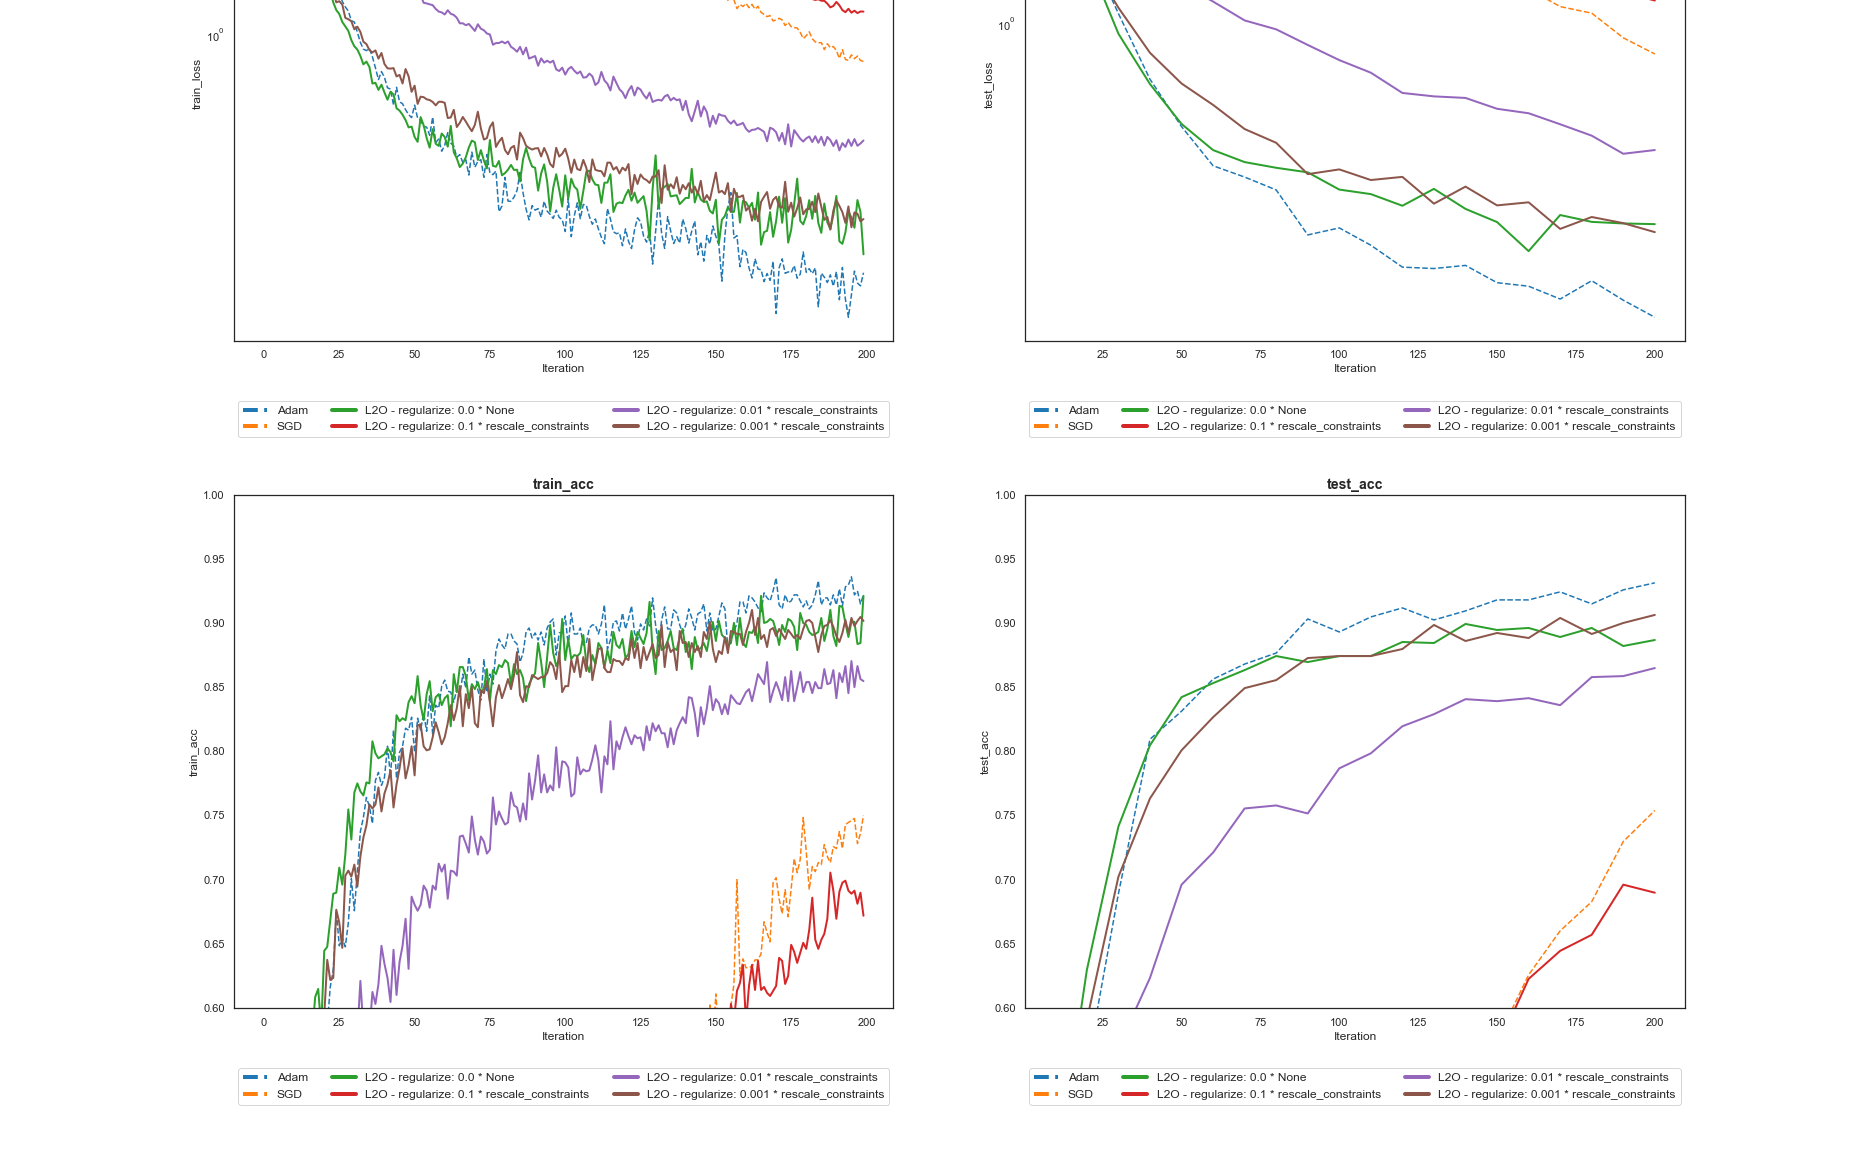 10^0
train_loss
0 25 50 75 100 125 150 175 200
Iteration
Adam L2O - regularize: 0.0 * None L2O - regularize: 0.01 * rescale_constraints
SGD L2O - regularize: 0.1 * rescale_constraints L2O - regularize: 0.001 * rescale_constraints
10^0
test_loss
25 50 75 100 125 150 175 200
Iteration
Adam L2O - regularize: 0.0 * None L2O - regularize: 0.01 * rescale_constraints
SGD L2O - regularize: 0.1 * rescale_constraints L2O - regularize: 0.001 * rescale_constraints
train_acc
1.00
0.95
0.90
0.85
0.80
0.75
0.70
0.65
0.60
train_acc
0 25 50 75 100 125 150 175 200
Iteration
Adam L2O - regularize: 0.0 * None L2O - regularize: 0.01 * rescale_constraints
SGD L2O - regularize: 0.1 * rescale_constraints L2O - regularize: 0.001 * rescale_constraints
test_acc
1.00
0.95
0.90
0.85
0.80
0.75
0.70
0.65
0.60
test_acc
25 50 75 100 125 150 175 200
Iteration
Adam L2O - regularize: 0.0 * None L2O - regularize: 0.01 * rescale_constraints
SGD L2O - regularize: 0.1 * rescale_constraints L2O - regularize: 0.001 * rescale_constraints